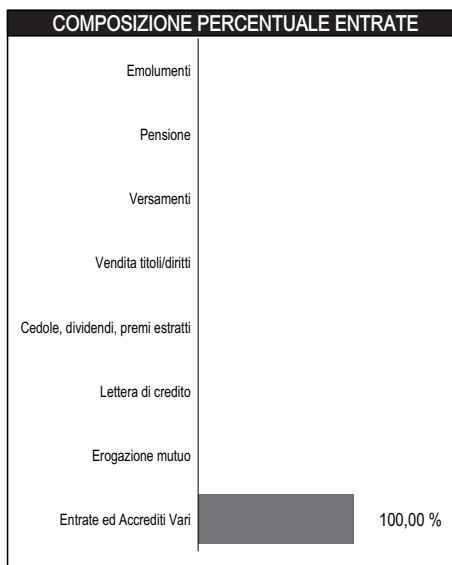 COMPOSIZIONE PERCENTUALE ENTRATE
Emolumenti
Pensione
Versamenti
Vendita titoli/diritti
Cedole, dividendi, premi estratti
Lettera di credito
Erogazione mutuo
Entrate ed Accrediti Vari 100,00 %